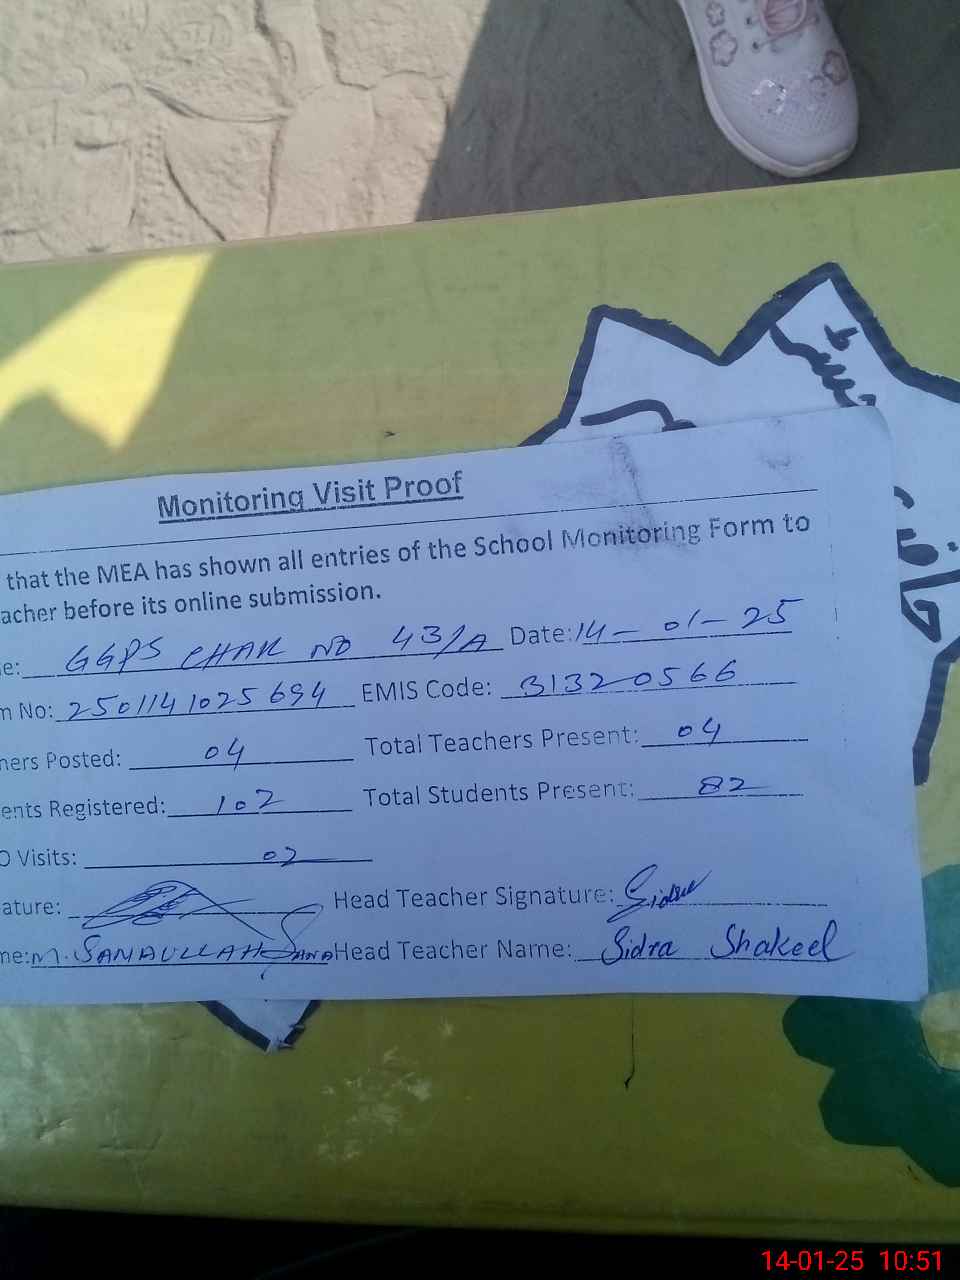 Monitoring Visit Proof
that the MEA has shown all entries of the School Monitoring Form to
acher before its online submission.
e: GGPS CHAK NO 43/A Date: 14-01-25
m No: 2501141025694 EMIS Code: 31320566
hers Posted: 04 Total Teachers Present: 04
ents Registered: 102 Total Students Present: 82
O Visits: 02
ature: Head Teacher Signature: Sidra
me: M. SANAULLAH Head Teacher Name: Sidra Shakeel
14-01-25 10:51